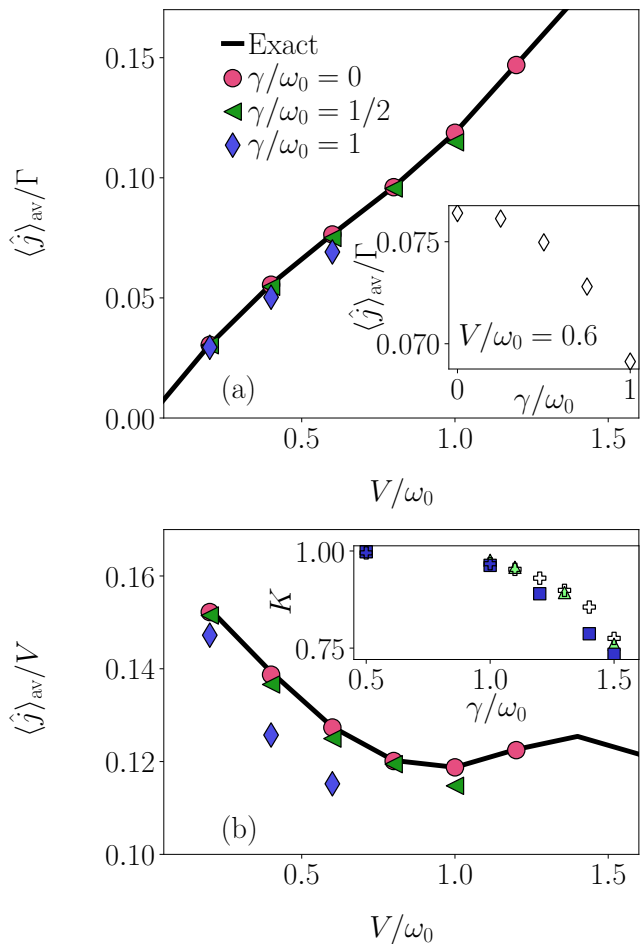 0.15
0.10
0.05
0.00
⟨ĵ⟩av/Γ
Exact
γ/ω₀ = 0
γ/ω₀ = 1/2
γ/ω₀ = 1
(a)
0.075
0.070
⟨ĵ⟩av/Γ
V/ω₀ = 0.6
0 1
γ/ω₀
0.5 1.0 1.5
V/ω₀
0.16
0.14
0.12
0.10
⟨ĵ⟩av/V
1.00
0.75
K
0.5 1.0 1.5
γ/ω₀
(b)
0.5 1.0 1.5
V/ω₀